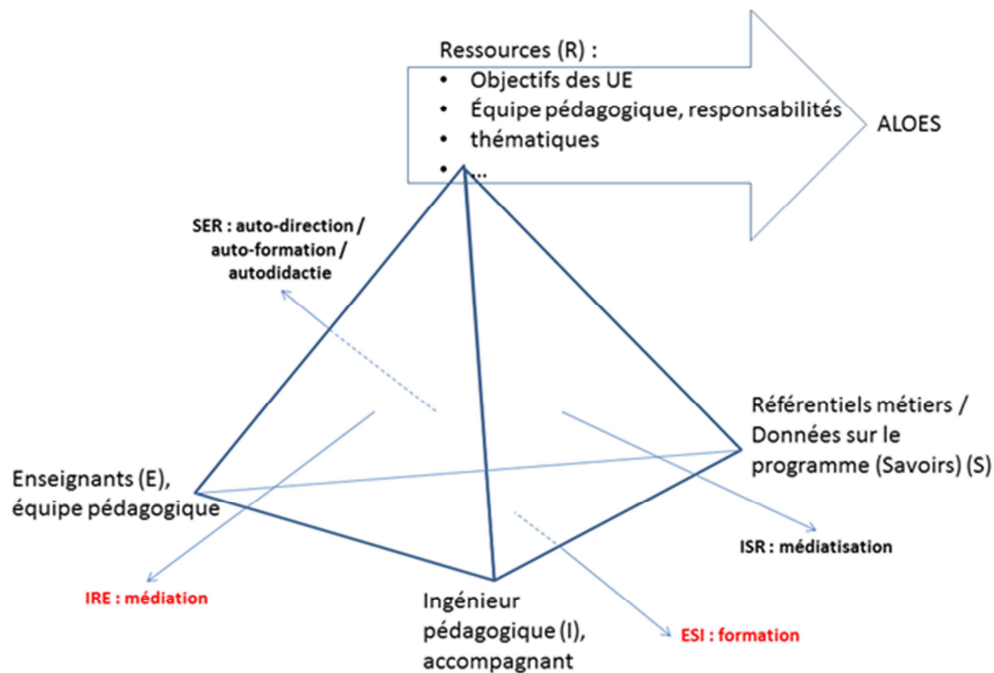 Ressources (R) :
• Objectifs des UE
• Équipe pédagogique, responsabilités
• thématiques
• ...
ALOES
SER : auto-direction /
auto-formation /
autodidactie
Référentiels métiers /
Données sur le
programme (Savoirs) (S)
Enseignants (E),
équipe pédagogique
ISR : médiatisation
IRE : médiation
Ingénieur
pédagogique (I),
accompagnant
ESI : formation